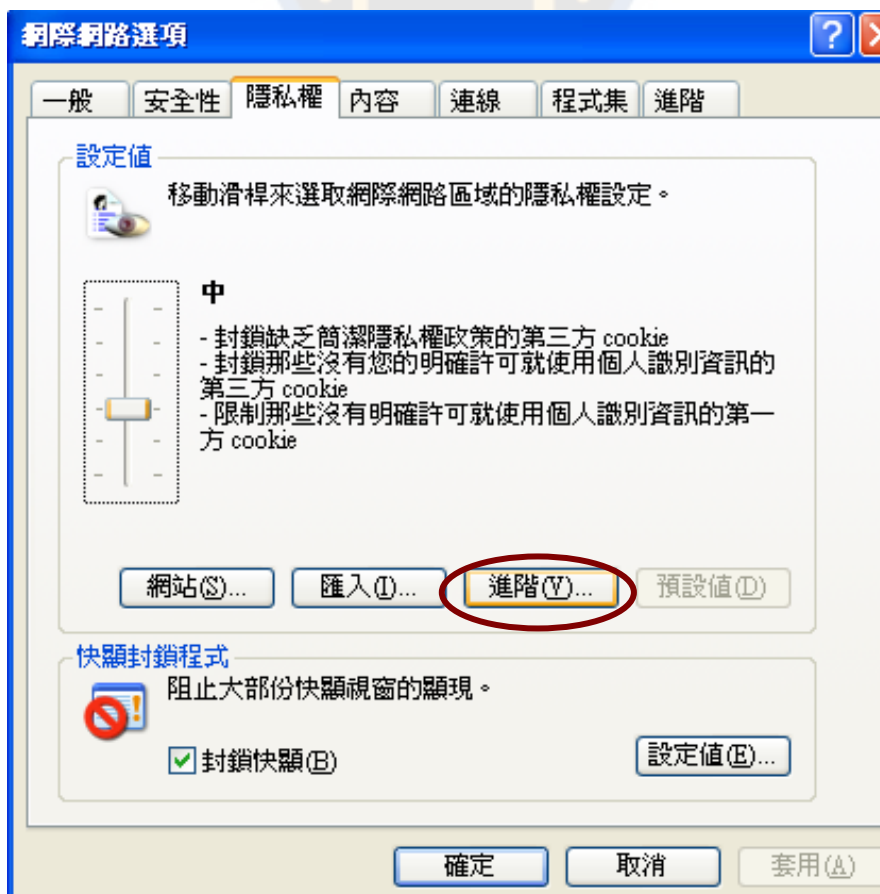 網際網路選項
一般 安全性 隱私權 內容 連線 程式集 進階
設定值
移動滑桿來選取網際網路區域的隱私權設定。
中
- 封鎖缺乏簡潔隱私權政策的第三方 cookie
- 封鎖那些沒有您的明確許可就使用個人識別資訊的
第三方 cookie
- 限制那些沒有明確許可就使用個人識別資訊的第一
方 cookie
網站(S)... 匯入(I)... 進階(V)... 預設值(D)
快顯封鎖程式
阻止大部份快顯視窗的顯現。
封鎖快顯(B) 設定值(E)...
確定 取消 套用(A)